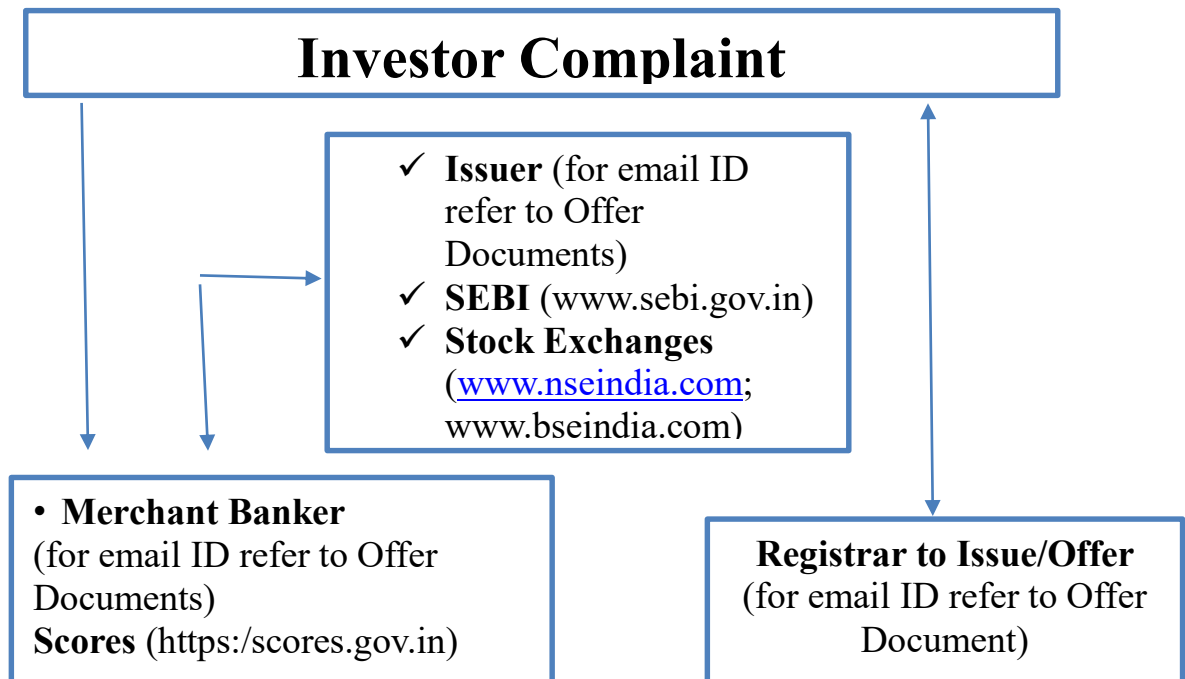 Investor Complaint
✓ Issuer (for email ID
refer to Offer
Documents)
✓ SEBI (www.sebi.gov.in)
✓ Stock Exchanges
(www.nseindia.com;
www.bseindia.com)
• Merchant Banker
(for email ID refer to Offer
Documents)
Scores (https:/scores.gov.in)
Registrar to Issue/Offer
(for email ID refer to Offer
Document)